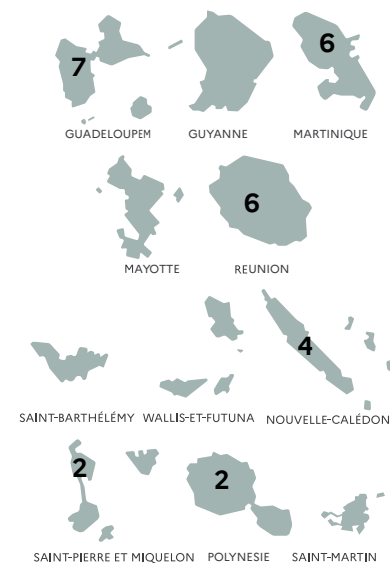 7
6
GUADELOUPEM GUYANNE MARTINIQUE
6
MAYOTTE REUNION
4
SAINT-BARTHÉLÉMY WALLIS-ET-FUTUNA NOUVELLE-CALÉDON
2
2
SAINT-PIERRE ET MIQUELON POLYNESIE SAINT-MARTIN